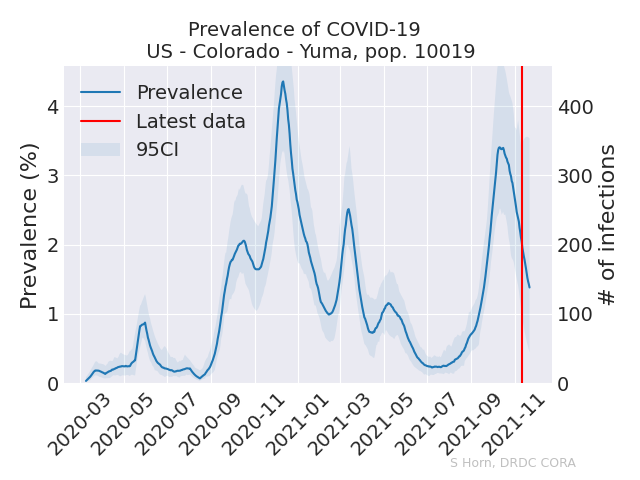 Prevalence of COVID-19
US - Colorado - Yuma, pop. 10019
Prevalence
Latest data
95CI
Prevalence (%)
4
3
2
1
0
400
300
200
100
0
# of infections
2020-03
2020-05
2020-07
2020-09
2020-11
2021-01
2021-03
2021-05
2021-07
2021-09
2021-11
S Horn, DRDC CORA